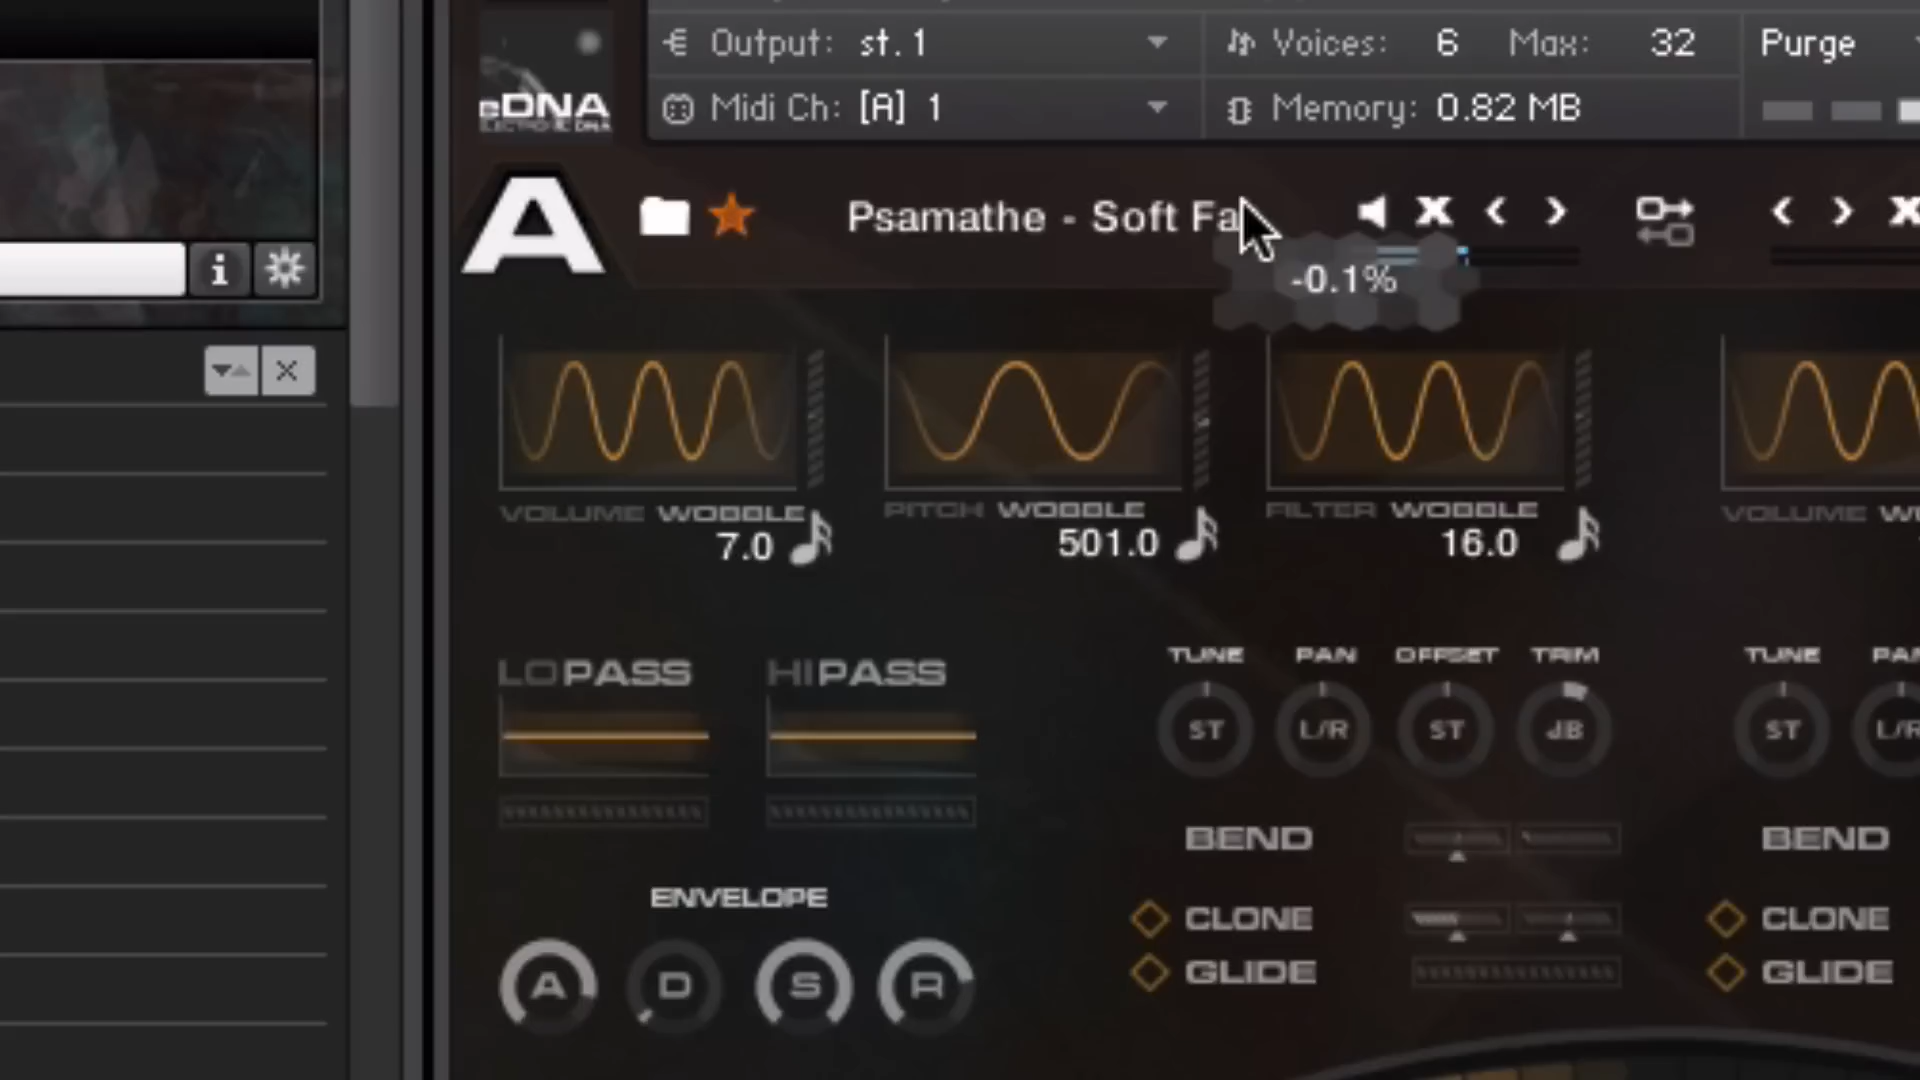 Output: st. 1
Voices: 6 Max: 32
Purge
eDNA
Midi Ch: [A] 1
Memory: 0.82 MB
A
Psamathe - Soft Fa
X
X
-0.1%
i
VOLUME WOBBLE
PITCH WOBBLE
FILTER WOBBLE
VOLUME
7.0
501.0
16.0
LOPASS
HIPASS
TUNE PAN OFFSET TRIM
TUNE PAN
ST L/R ST dB
ST L/R
BEND
BEND
ENVELOPE
CLONE
CLONE
A D S R
GLIDE
GLIDE